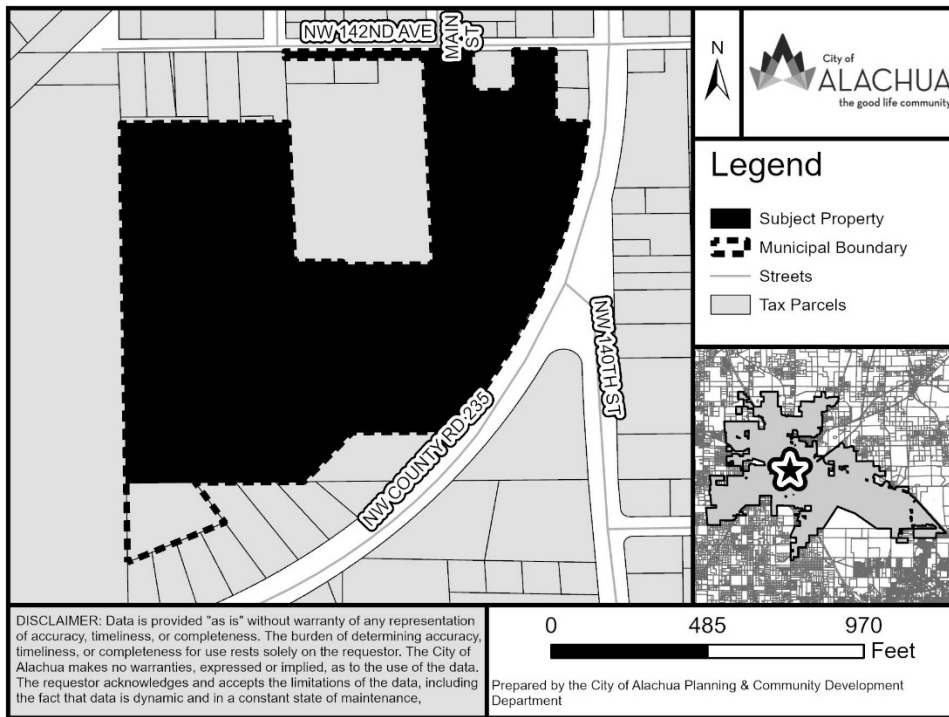 NW 142ND AVE
MAIN
ST
NW 140TH ST
NW COUNTY RD 235
N
City of
ALACHUA
the good life community
Legend
Subject Property
Municipal Boundary
Streets
Tax Parcels
DISCLAIMER: Data is provided "as is" without warranty of any representation
of accuracy, timeliness, or completeness. The burden of determining accuracy,
timeliness, or completeness for use rests solely on the requestor. The City of
Alachua makes no warranties, expressed or implied, as to the use of the data.
The requestor acknowledges and accepts the limitations of the data, including
the fact that data is dynamic and in a constant state of maintenance,
0 485 970
Feet
Prepared by the City of Alachua Planning & Community Development
Department